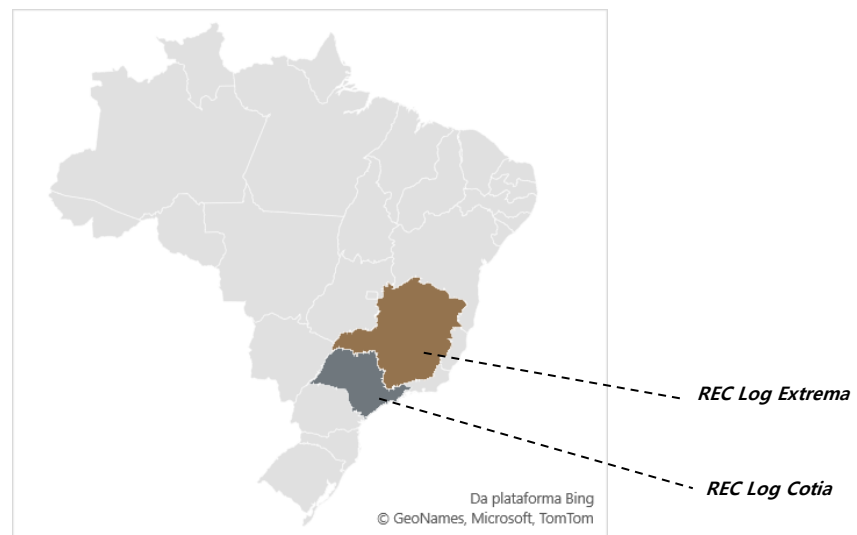 REC Log Extrema
REC Log Cotia
Da plataforma Bing
© GeoNames, Microsoft, TomTom